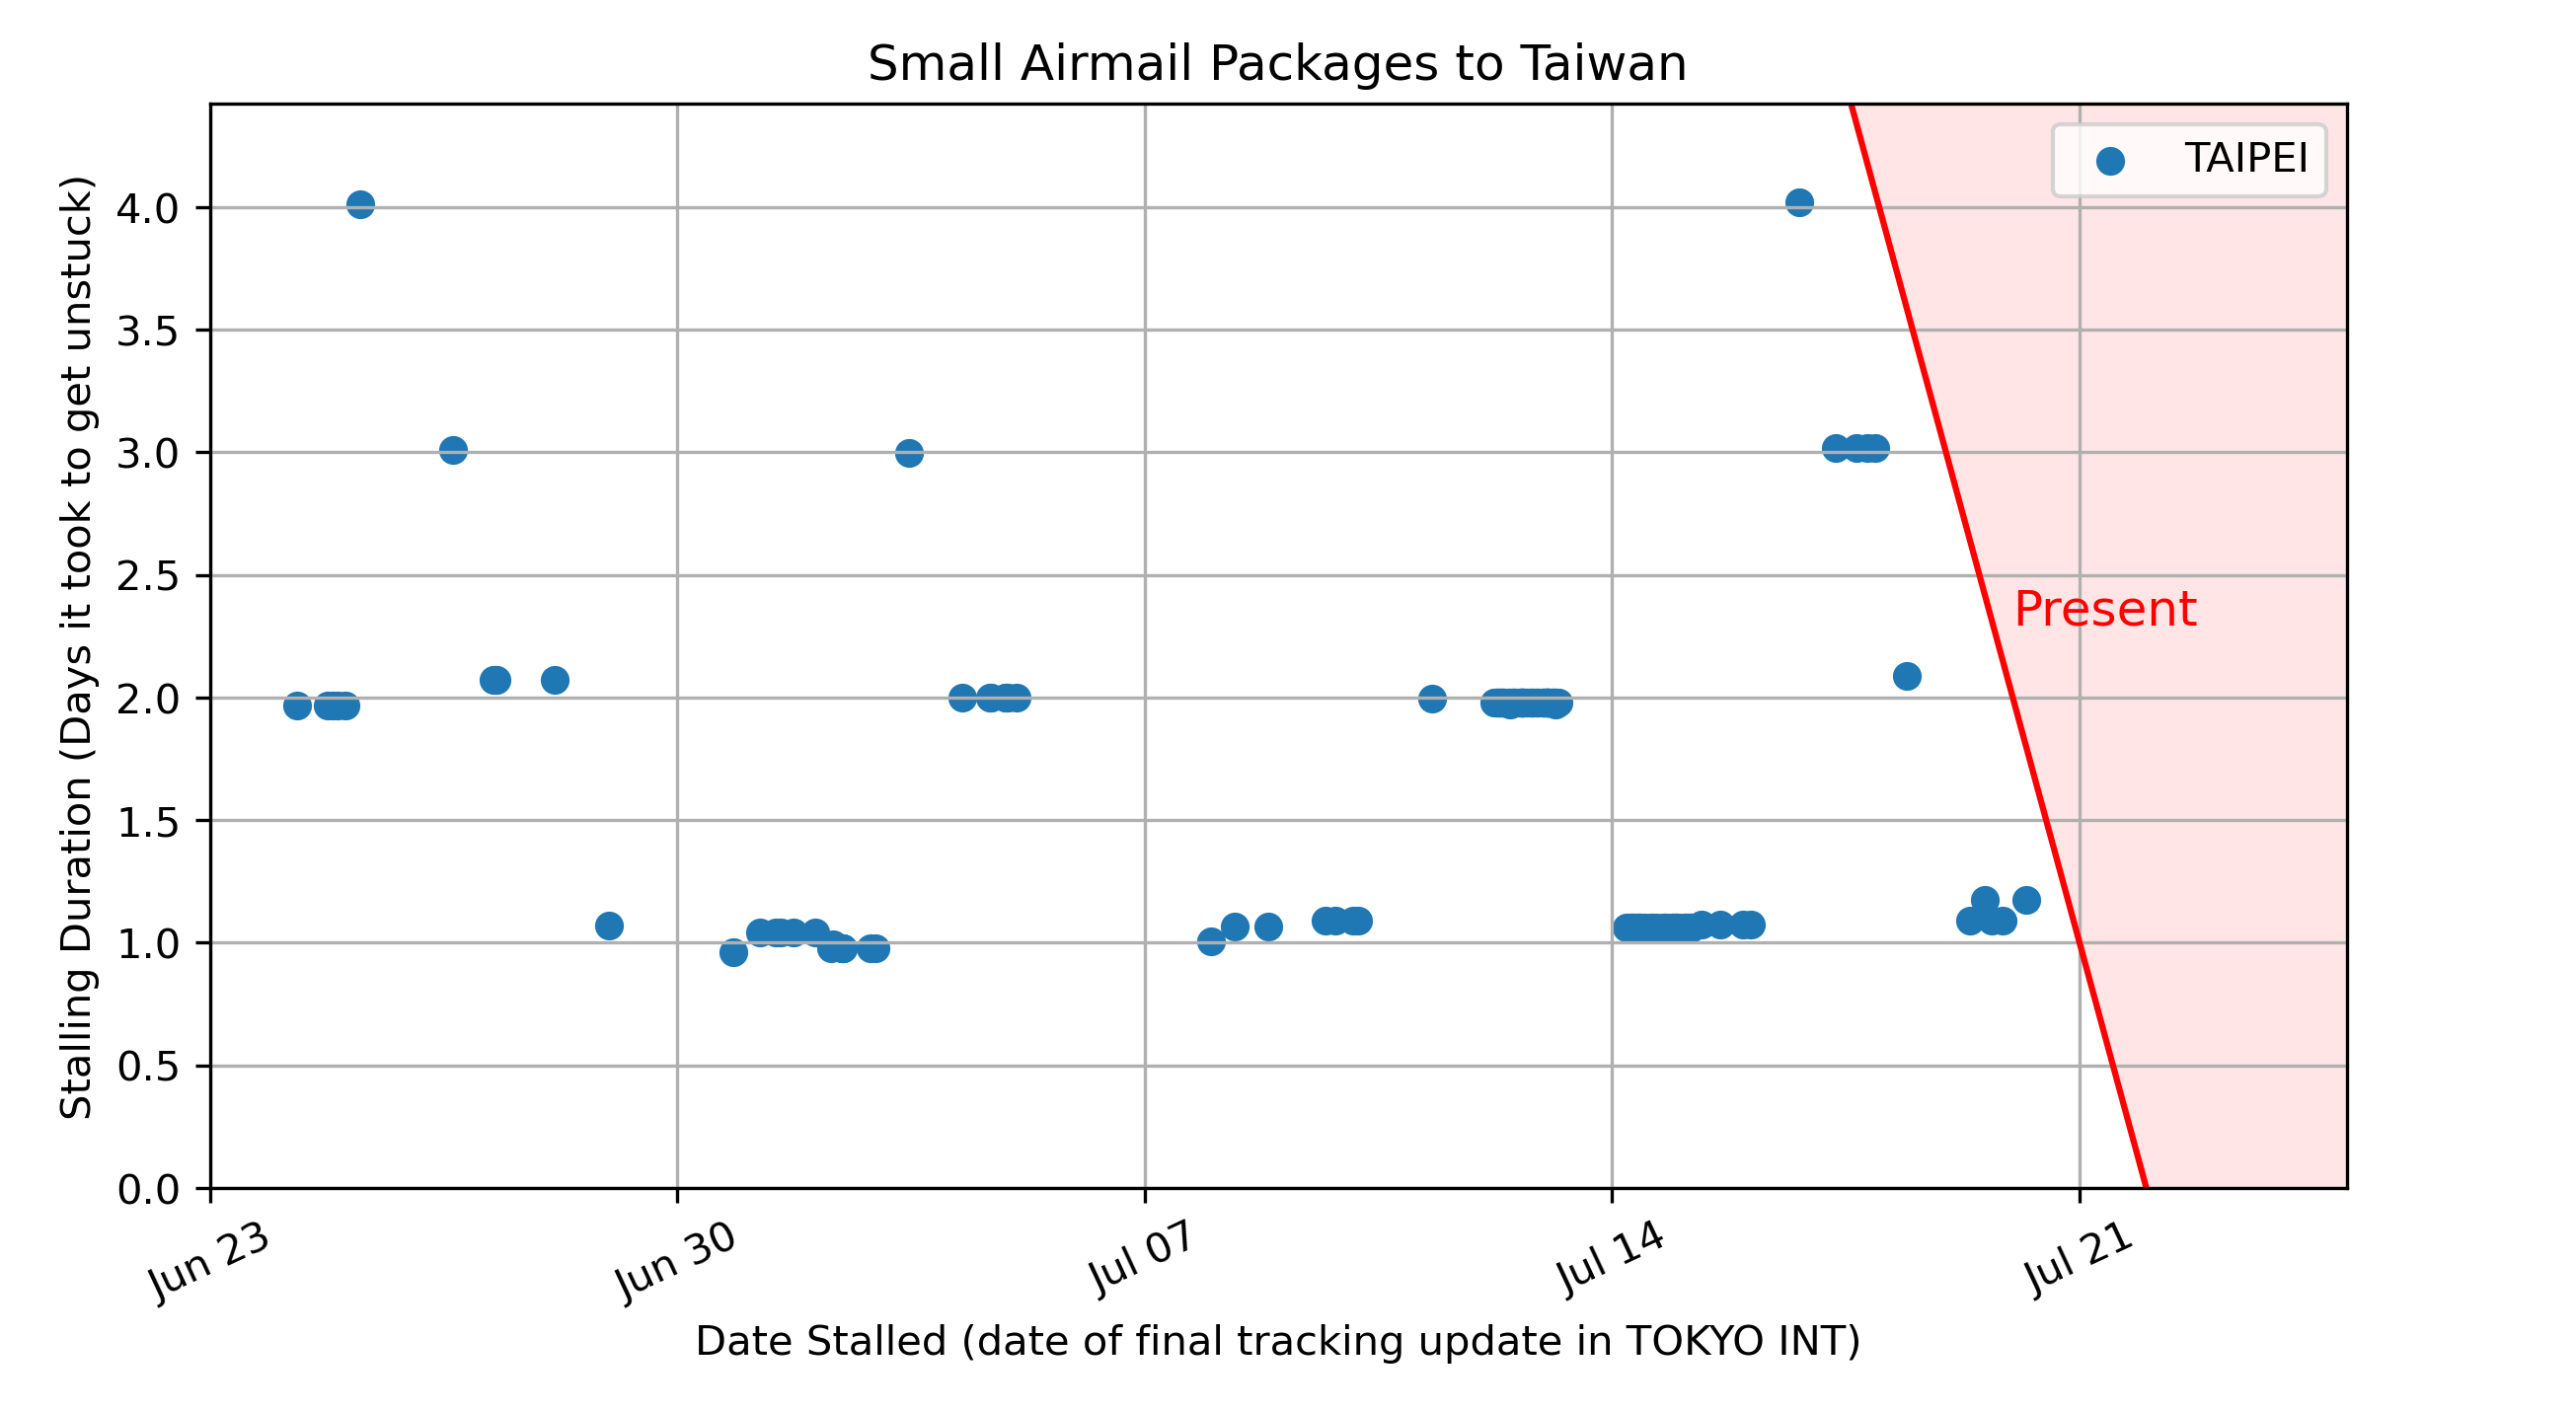 Small Airmail Packages to Taiwan
Stalling Duration (Days it took to get unstuck)
4.0
3.5
3.0
2.5
2.0
1.5
1.0
0.5
0.0
TAIPEI
Present
Jun 23
Jun 30
Jul 07
Jul 14
Jul 21
Date Stalled (date of final tracking update in TOKYO INT)